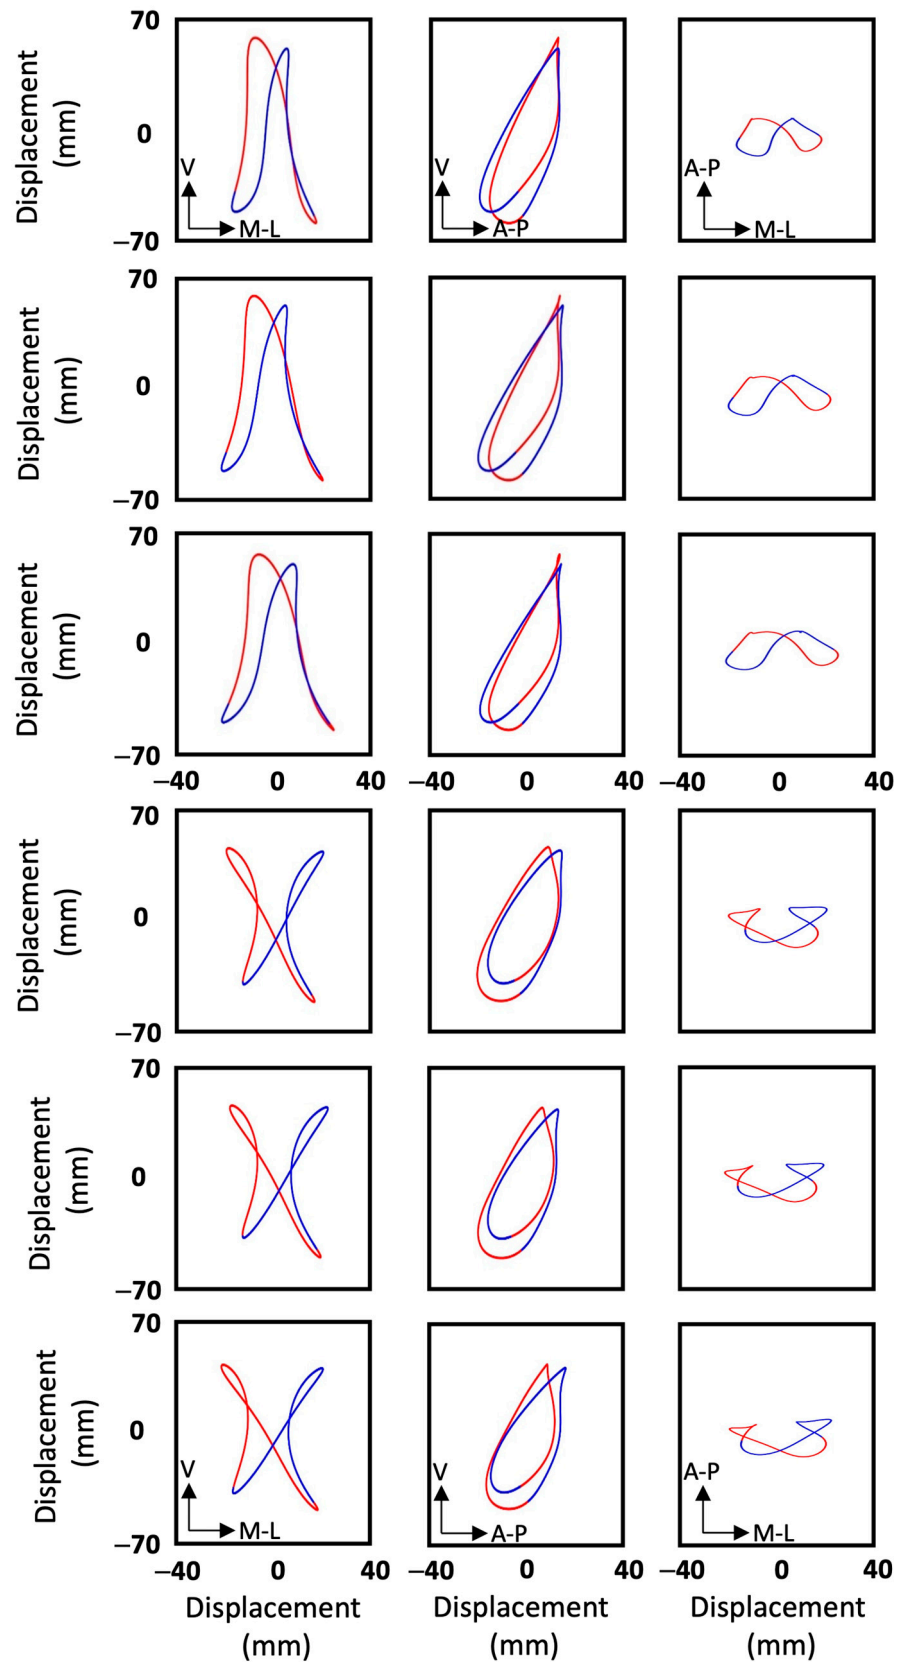 70
Displacement
(mm)
0
V
M-L
V
A-P
A-P
M-L
−70
70
Displacement
(mm)
0
−70
70
Displacement
(mm)
0
−70
−40 0 40 −40 0 40 −40 0 40
70
Displacement
(mm)
0
−70
70
Displacement
(mm)
0
−70
70
Displacement
(mm)
0
V
M-L
V
A-P
A-P
M-L
−70
−40 0 40 −40 0 40 −40 0 40
Displacement Displacement Displacement
(mm) (mm) (mm)